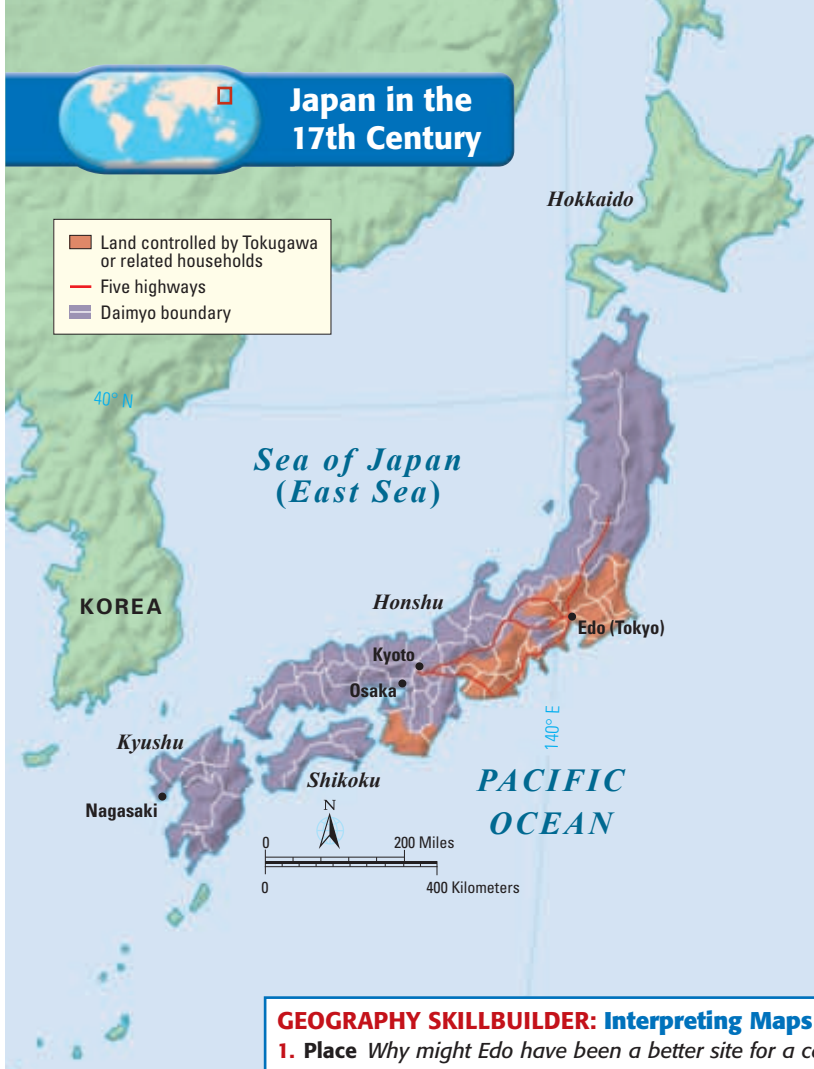 Japan in the
17th Century
Hokkaido
Land controlled by Tokugawa
or related households
Five highways
Daimyo boundary
40° N
Sea of Japan
(East Sea)
KOREA
Honshu
Edo (Tokyo)
Kyoto
Osaka
140° E
Kyushu
Shikoku
PACIFIC
OCEAN
Nagasaki
N
0 200 Miles
0 400 Kilometers
GEOGRAPHY SKILLBUILDER: Interpreting Maps
1. Place Why might Edo have been a better site for a